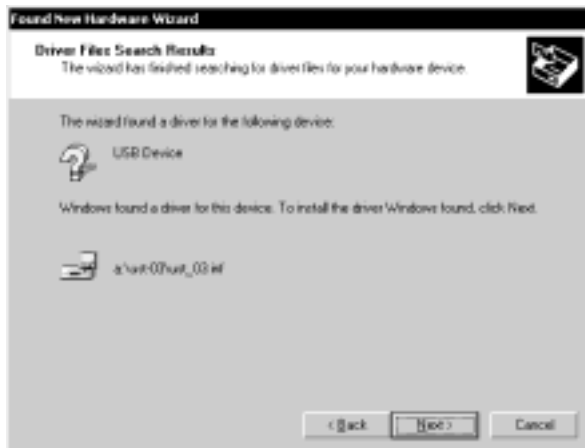 Found New Hardware Wizard
Driver Files Search Results
The wizard has finished searching for driver files for your hardware device.
The wizard found a driver for the following device:
USB Device
Windows found a driver for this device. To install the driver Windows found, click Next.
< Back
Next >
Cancel